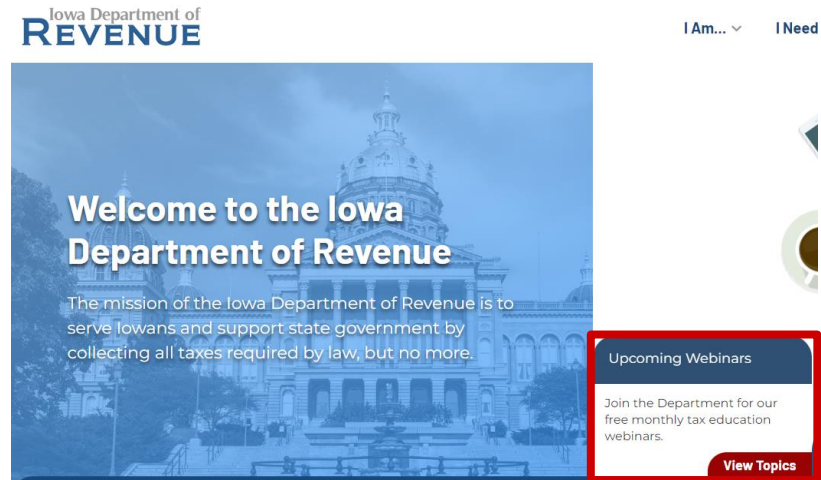 Iowa Department of
REVENUE
I Am...
I Need
Welcome to the Iowa
Department of Revenue
The mission of the Iowa Department of Revenue is to
serve Iowans and support state government by
collecting all taxes required by law, but no more.
Upcoming Webinars
Join the Department for our
free monthly tax education
webinars.
View Topics